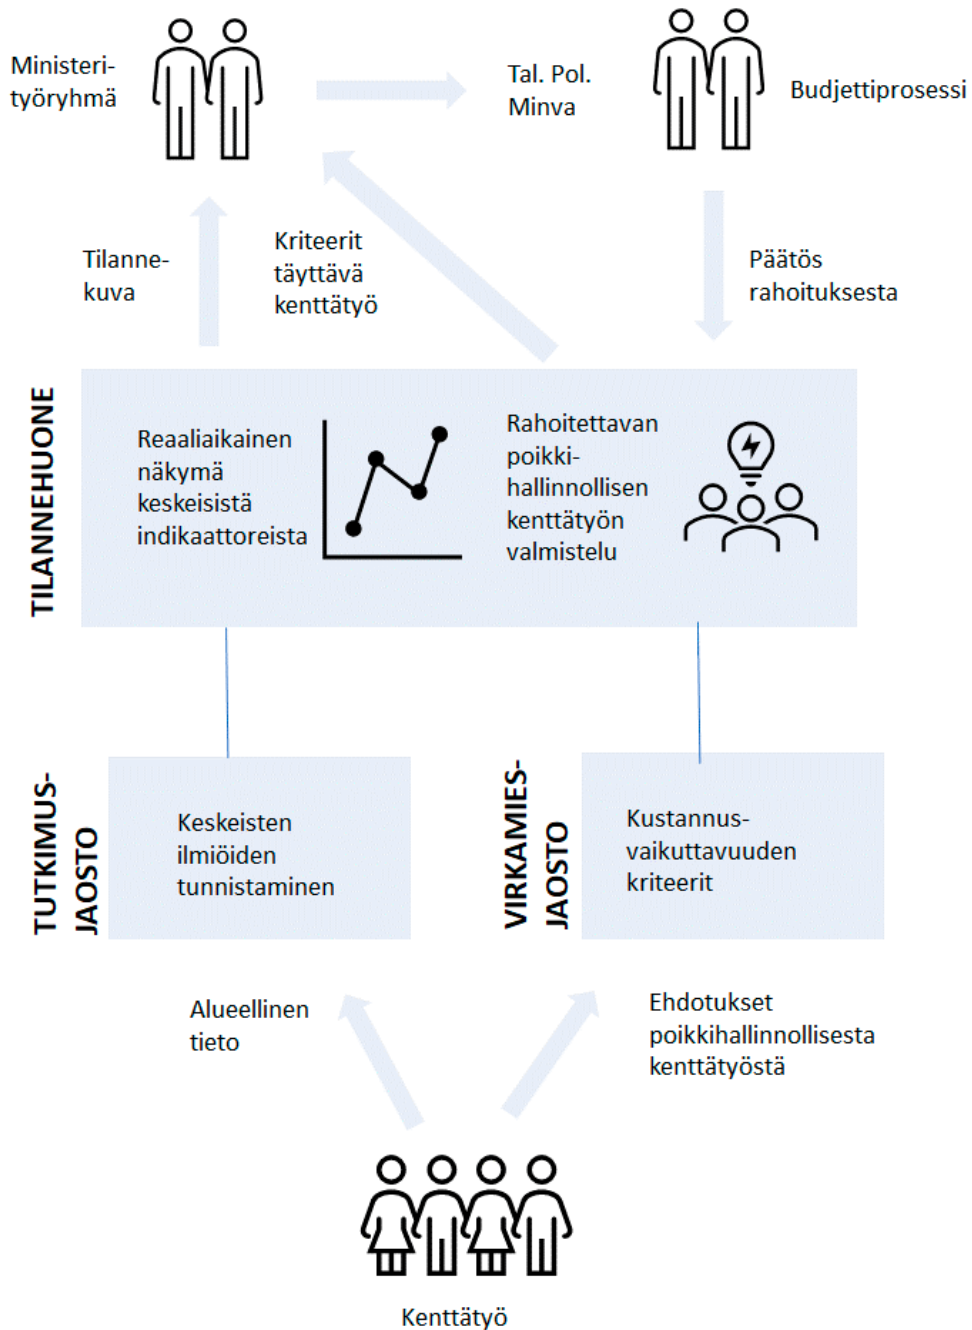 Ministeri-
työryhmä
Tal. Pol.
Minva
Budjettiprosessi
Tilanne-
kuva
Kriteerit
täyttävä
kenttätyö
Päätös
rahoituksesta
TILANNEHUONE
Reaaliaikainen
näkymä
keskeisistä
indikaattoreista
Rahoitettavan
poikki-
hallinnollisen
kenttätyön
valmistelu
TUTKIMUS-
JAOSTO
Keskeisten
ilmiöiden
tunnistaminen
VIRKAMIES-
JAOSTO
Kustannus-
vaikuttavuuden
kriteerit
Alueellinen
tieto
Ehdotukset
poikkihallinnollisesta
kenttätyöstä
Kenttätyö